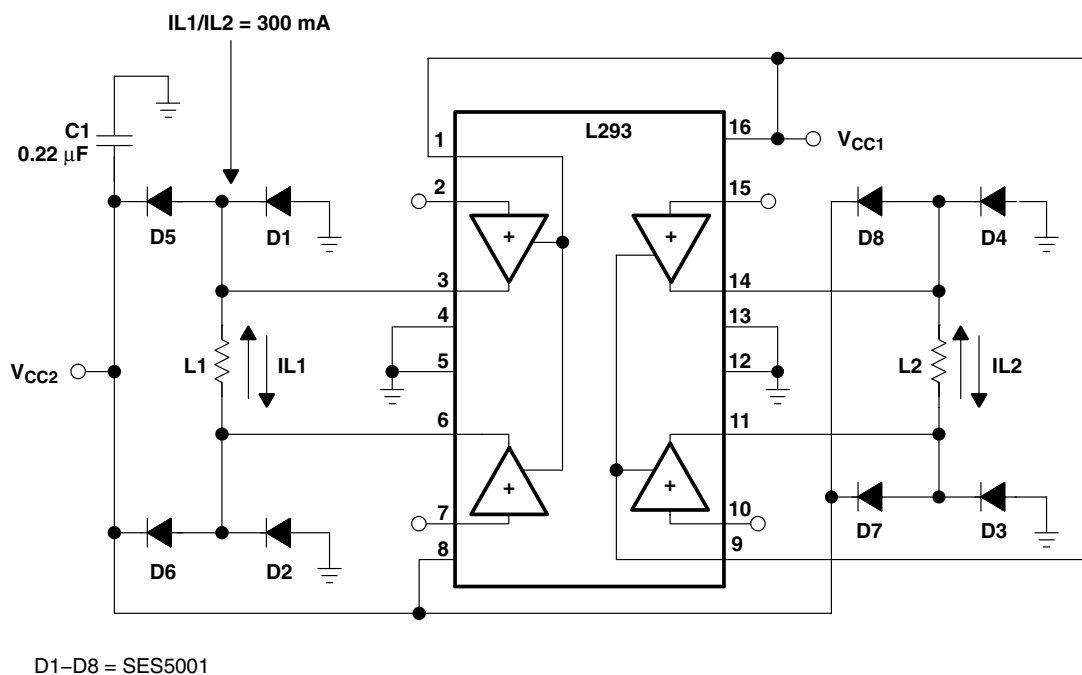 IL1/IL2 = 300 mA
C1
0.22 μF
L293
1
16
VCC1
2
15
D5
D1
D8
D4
+
+
3
14
4
13
VCC2
L1
IL1
5
12
L2
IL2
6
11
+
+
7
10
D6
D2
8
9
D7
D3
D1–D8 = SES5001